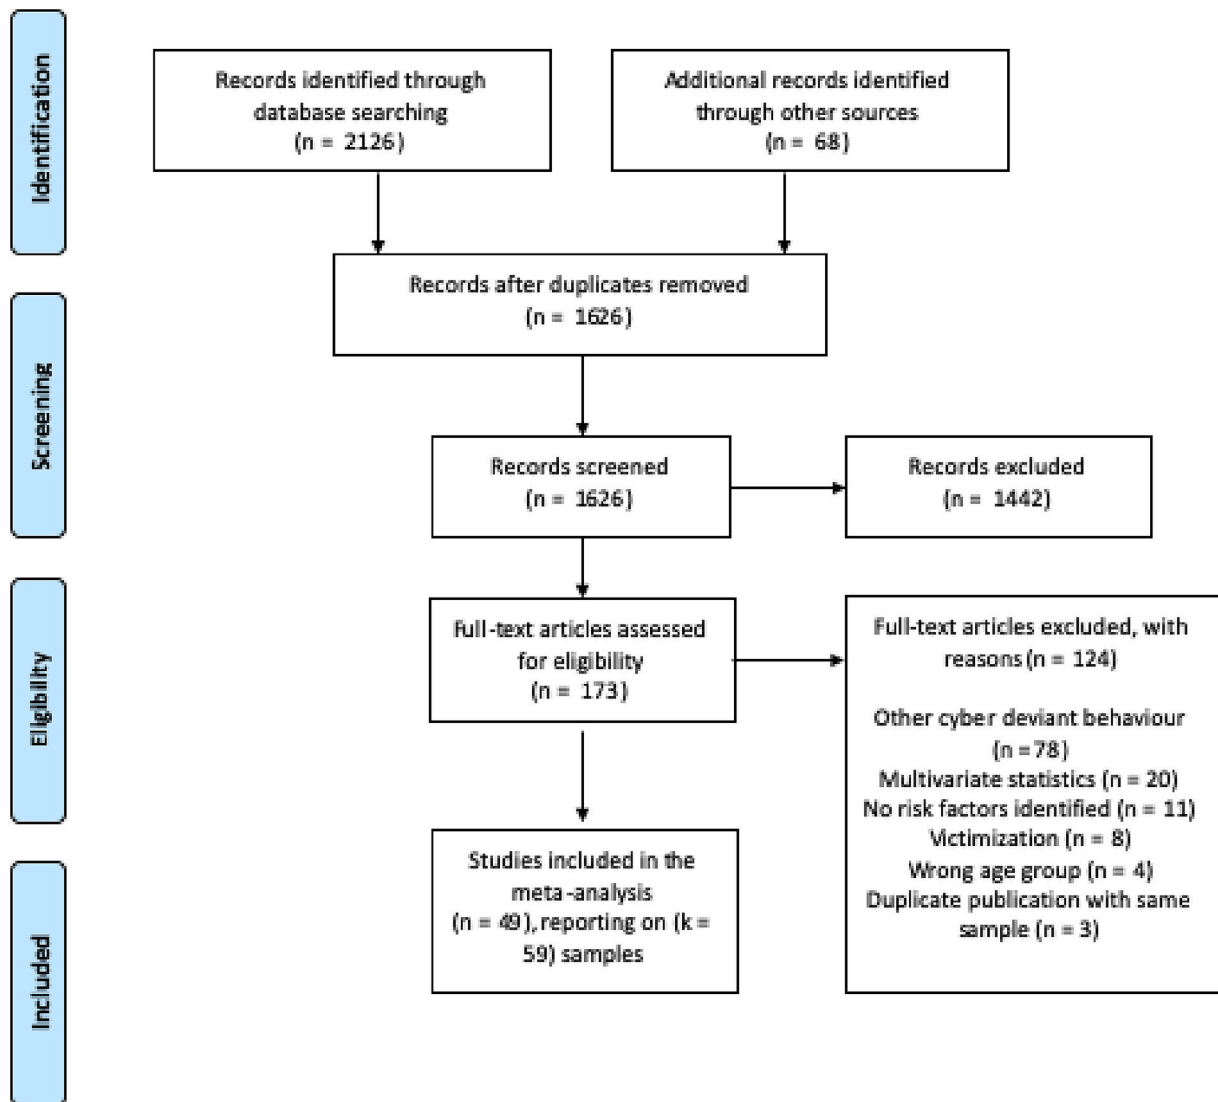 Identification
Records identified through
database searching
(n = 2126)
Additional records identified
through other sources
(n = 68)
Records after duplicates removed
(n = 1626)
Screening
Records screened
(n = 1626)
Records excluded
(n = 1442)
Eligibility
Full-text articles assessed
for eligibility
(n = 173)
Full-text articles excluded, with
reasons (n = 124)
Other cyber deviant behaviour
(n =78)
Multivariate statistics (n = 20)
No risk factors identified (n = 11)
Victimization (n = 8)
Wrong age group (n = 4)
Duplicate publication with same
sample (n = 3)
Included
Studies included in the
meta-analysis
(n = 49), reporting on (k =
59) samples